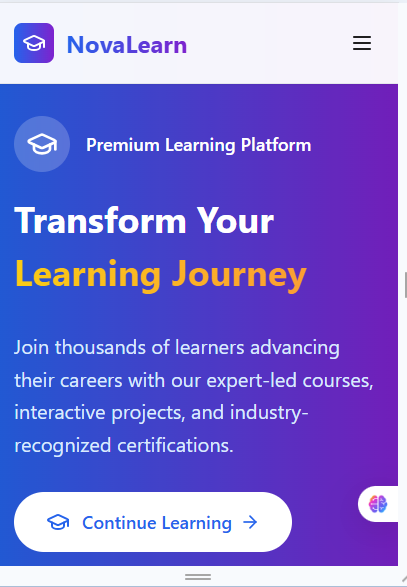 NovaLearn
Premium Learning Platform
Transform Your
Learning Journey
Join thousands of learners advancing
their careers with our expert-led courses,
interactive projects, and industry-
recognized certifications.
Continue Learning